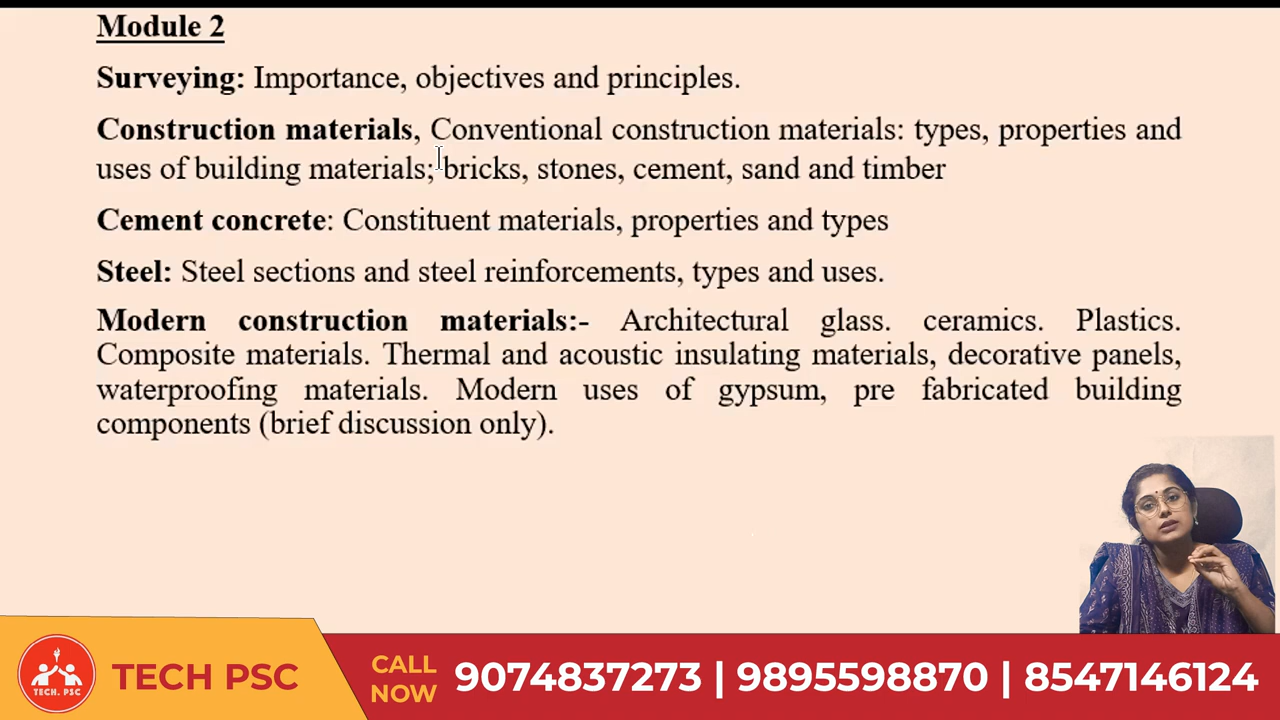 Module 2
Surveying: Importance, objectives and principles.
Construction materials, Conventional construction materials: types, properties and
uses of building materials; bricks, stones, cement, sand and timber
Cement concrete: Constituent materials, properties and types
Steel: Steel sections and steel reinforcements, types and uses.
Modern construction materials:- Architectural glass. ceramics. Plastics.
Composite materials. Thermal and acoustic insulating materials, decorative panels,
waterproofing materials. Modern uses of gypsum, pre fabricated building
components (brief discussion only).
TECH. PSC
TECH PSC
CALL
NOW
9074837273 | 9895598870 | 8547146124